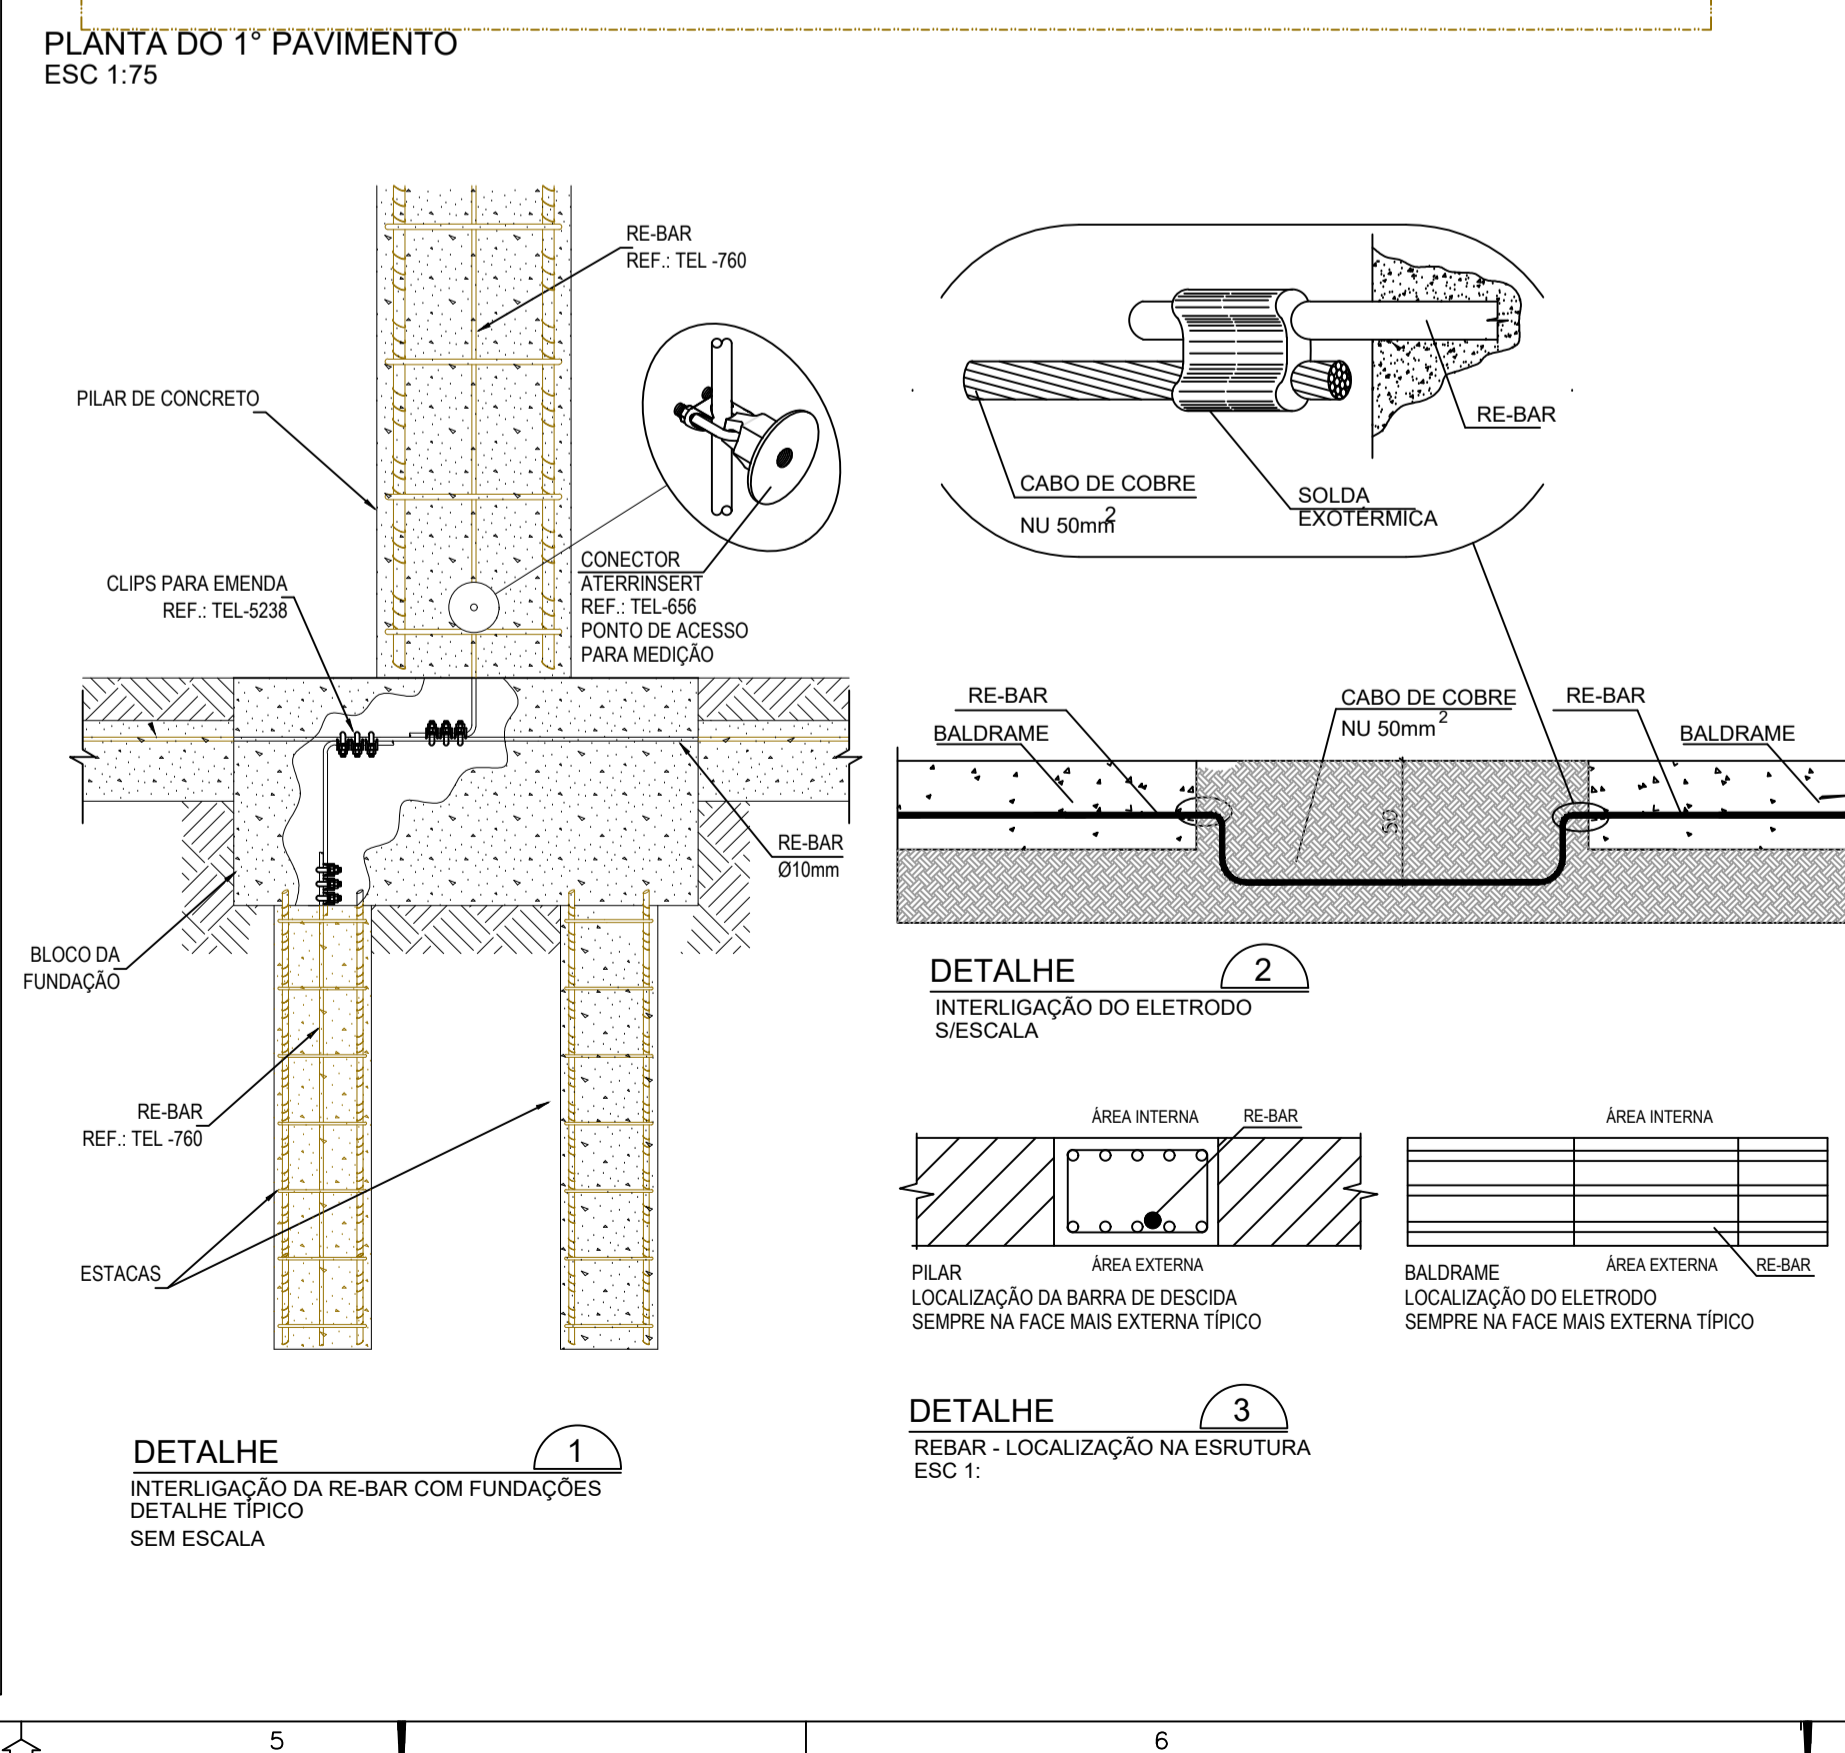 PLANTA DO 1° PAVIMENTO
ESC 1:75
RE-BAR
REF.: TEL -760
PILAR DE CONCRETO
CLIPS PARA EMENDA
REF.: TEL-5238
CONECTOR
ATERRINSERT
REF.: TEL-656
PONTO DE ACESSO
PARA MEDIÇÃO
RE-BAR
Ø10mm
BLOCO DA
FUNDAÇÃO
RE-BAR
REF.: TEL -760
ESTACAS
DETALHE 1
INTERLIGAÇÃO DA RE-BAR COM FUNDAÇÕES
DETALHE TÍPICO
SEM ESCALA
RE-BAR
CABO DE COBRE
NU 50mm²
SOLDA
EXOTÉRMICA
RE-BAR
BALDRAME
CABO DE COBRE
NU 50mm²
RE-BAR
BALDRAME
50
DETALHE 2
INTERLIGAÇÃO DO ELETRODO
S/ESCALA
ÁREA INTERNA
RE-BAR
ÁREA EXTERNA
PILAR
LOCALIZAÇÃO DA BARRA DE DESCIDA
SEMPRE NA FACE MAIS EXTERNA TÍPICO
ÁREA INTERNA
ÁREA EXTERNA
RE-BAR
BALDRAME
LOCALIZAÇÃO DO ELETRODO
SEMPRE NA FACE MAIS EXTERNA TÍPICO
DETALHE 3
REBAR - LOCALIZAÇÃO NA ESRUTURA
ESC 1:
5
6